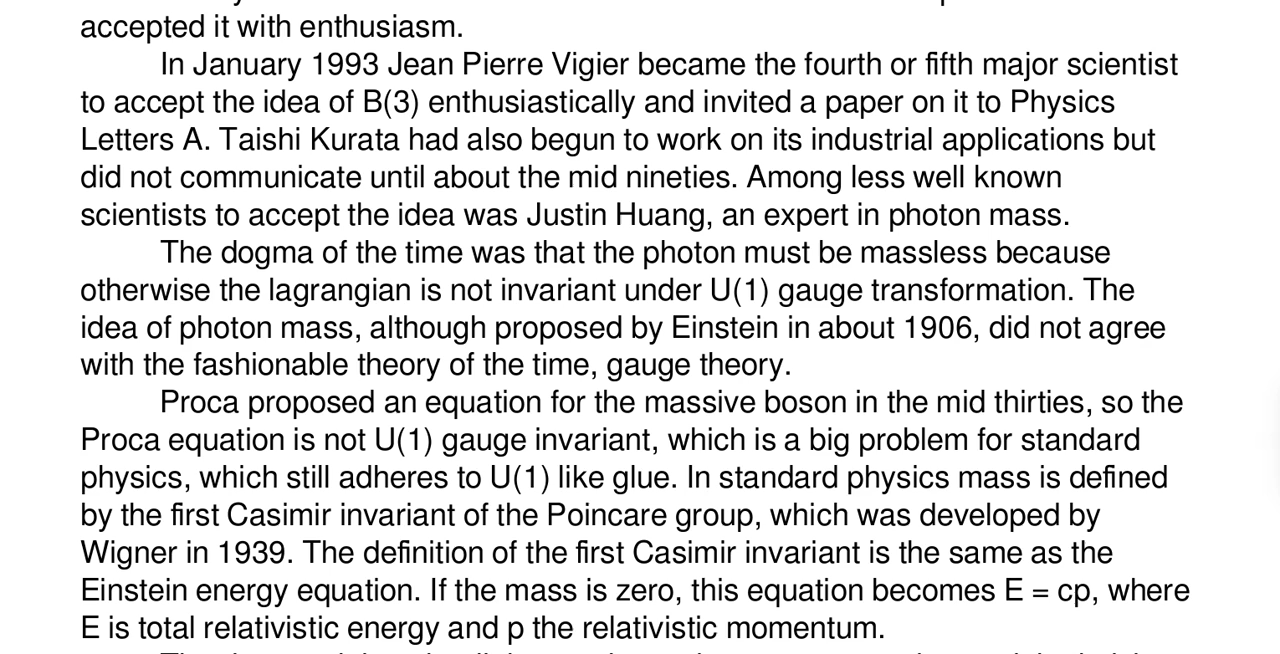 accepted it with enthusiasm.
In January 1993 Jean Pierre Vigier became the fourth or fifth major scientist
to accept the idea of B(3) enthusiastically and invited a paper on it to Physics
Letters A. Taishi Kurata had also begun to work on its industrial applications but
did not communicate until about the mid nineties. Among less well known
scientists to accept the idea was Justin Huang, an expert in photon mass.
The dogma of the time was that the photon must be massless because
otherwise the lagrangian is not invariant under U(1) gauge transformation. The
idea of photon mass, although proposed by Einstein in about 1906, did not agree
with the fashionable theory of the time, gauge theory.
Proca proposed an equation for the massive boson in the mid thirties, so the
Proca equation is not U(1) gauge invariant, which is a big problem for standard
physics, which still adheres to U(1) like glue. In standard physics mass is defined
by the first Casimir invariant of the Poincare group, which was developed by
Wigner in 1939. The definition of the first Casimir invariant is the same as the
Einstein energy equation. If the mass is zero, this equation becomes E = cp, where
E is total relativistic energy and p the relativistic momentum.